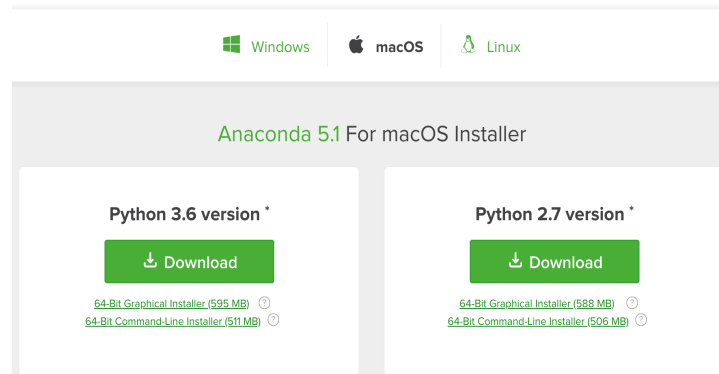 Windows
macOS
Linux
Anaconda 5.1 For macOS Installer
Python 3.6 version *
Download
64-Bit Graphical Installer (595 MB) ?
64-Bit Command-Line Installer (511 MB) ?
Python 2.7 version *
Download
64-Bit Graphical Installer (588 MB) ?
64-Bit Command-Line Installer (506 MB) ?